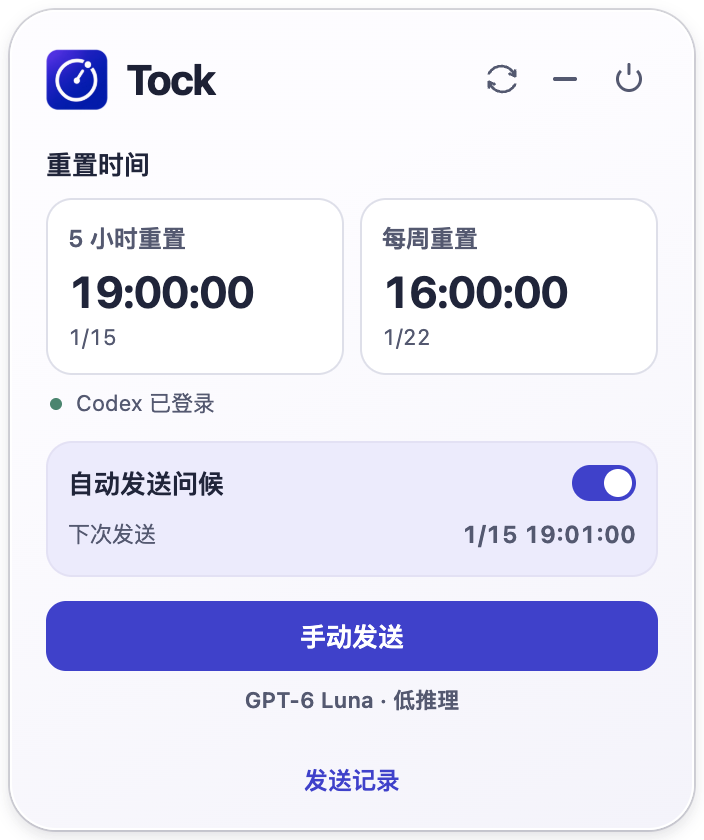 Tock
重置时间
5 小时重置
19:00:00
1/15
每周重置
16:00:00
1/22
Codex 已登录
自动发送问候
下次发送 1/15 19:01:00
手动发送
GPT-6 Luna · 低推理
发送记录